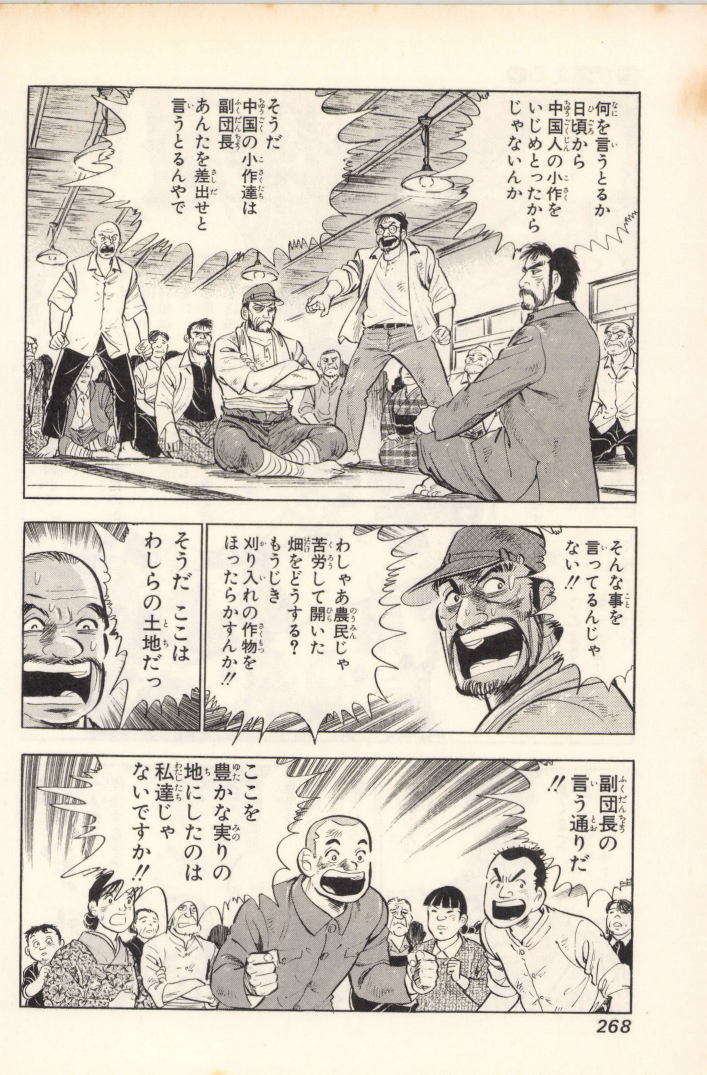 何を言うとるか
日頃から
中国人の小作を
いじめとったから
じゃないんか
そうだ
中国の小作達は
副団長
あんたを差出せと
言うとるんやで
そんな事を
言ってるんじゃ
ない!!
わしゃあ農民じゃ
苦労して開いた
畑をどうする?
もうじき
刈り入れの作物を
ほったらかすんか!!
そうだ ここは
わしらの土地だっ
副団長の
言う通りだ
!!
ここを
豊かな実りの
地にしたのは
私達じゃ
ないですか!!
268